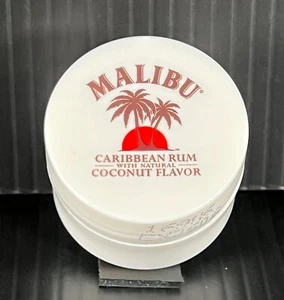 MALIBU®
CARIBBEAN RUM
WITH NATURAL
COCONUT FLAVOR